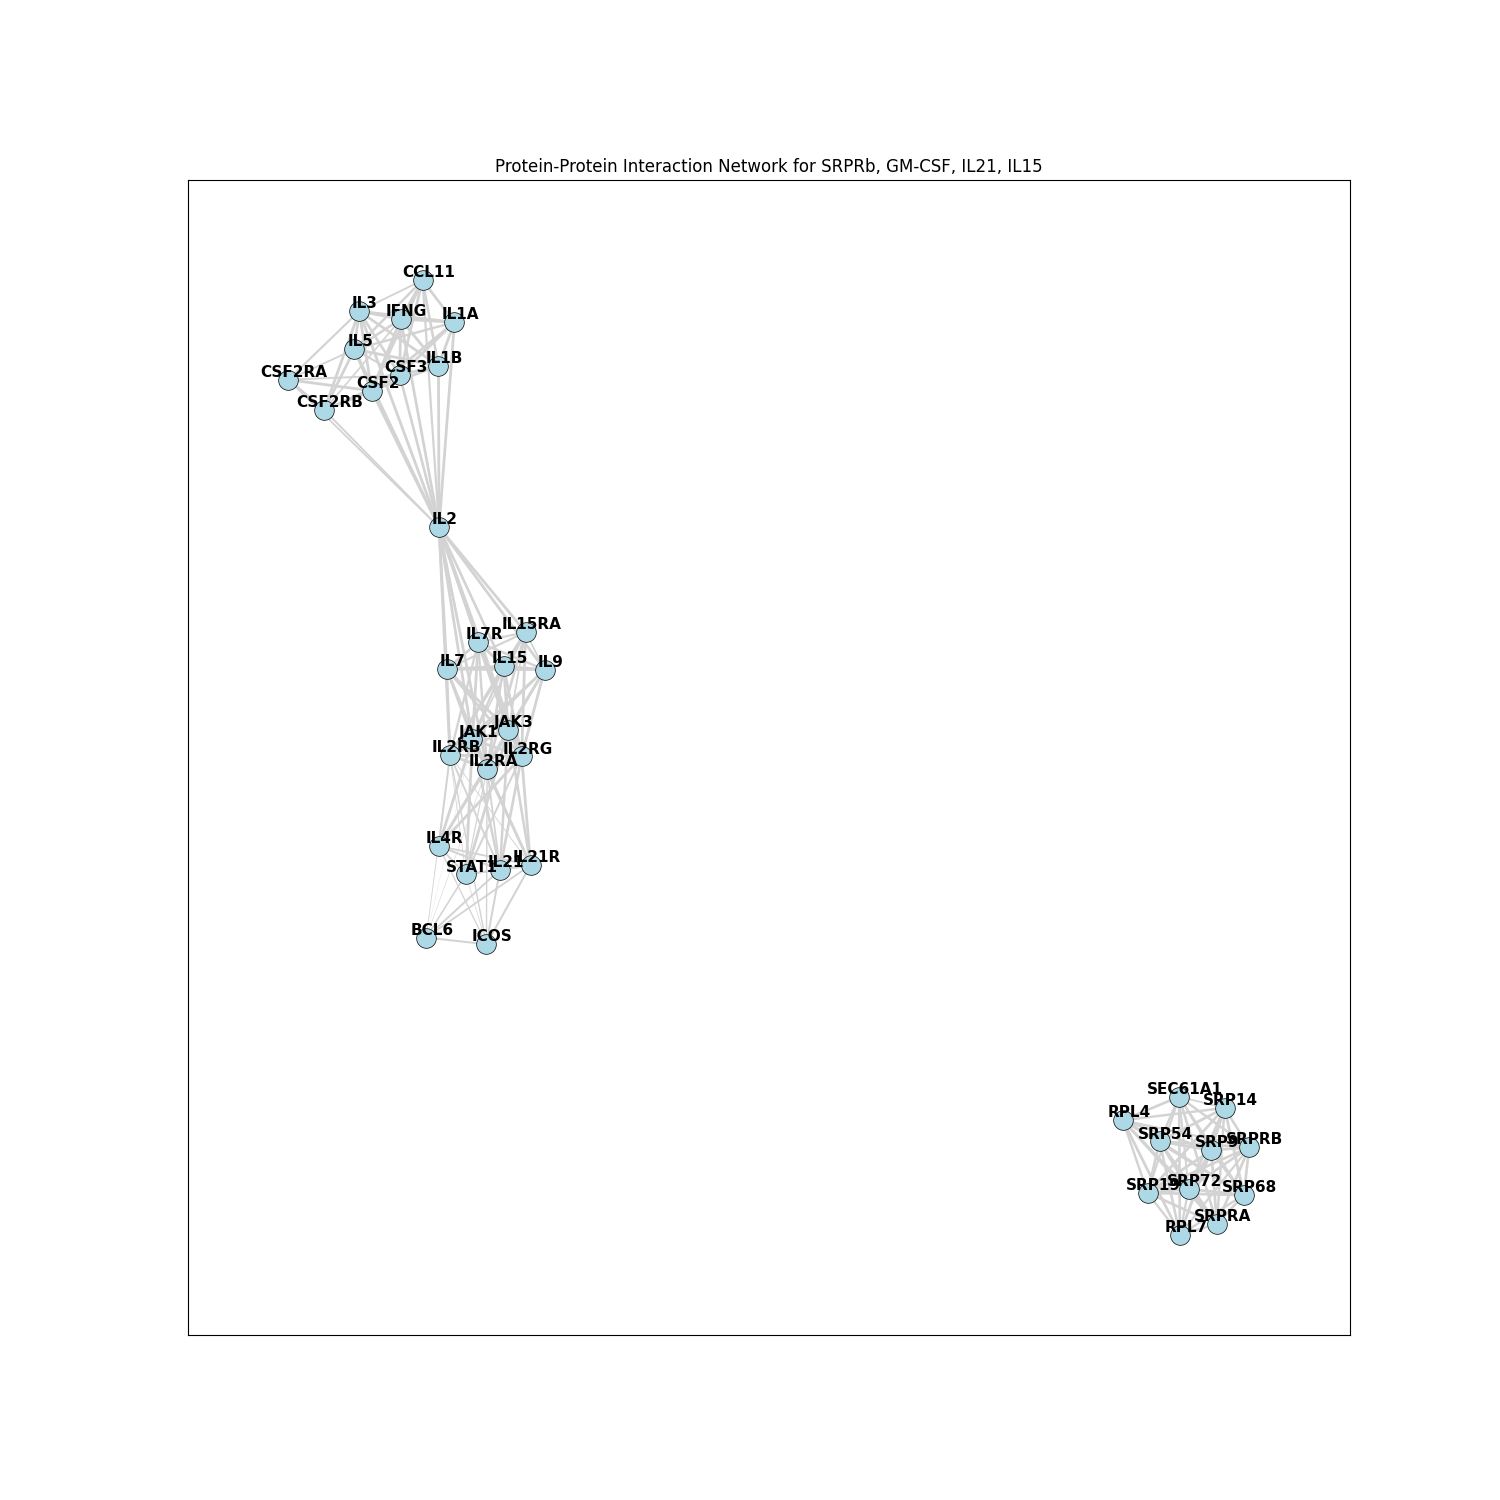 Protein-Protein Interaction Network for SRPRb, GM-CSF, IL21, IL15
CCL11
IL3
IFNG
IL1A
IL5
IL1B
CSF3
CSF2RA
CSF2
CSF2RB
IL2
IL15RA
IL7R
IL15
IL7
IL9
JAK3
JAK1
IL2RB
IL2RG
IL2RA
IL4R
IL21R
IL21
STAT1
BCL6
ICOS
SEC61A1
SRP14
RPL4
SRP54
SRPRB
SRP9
SRP72
SRP19
SRP68
SRPRA
RPL7